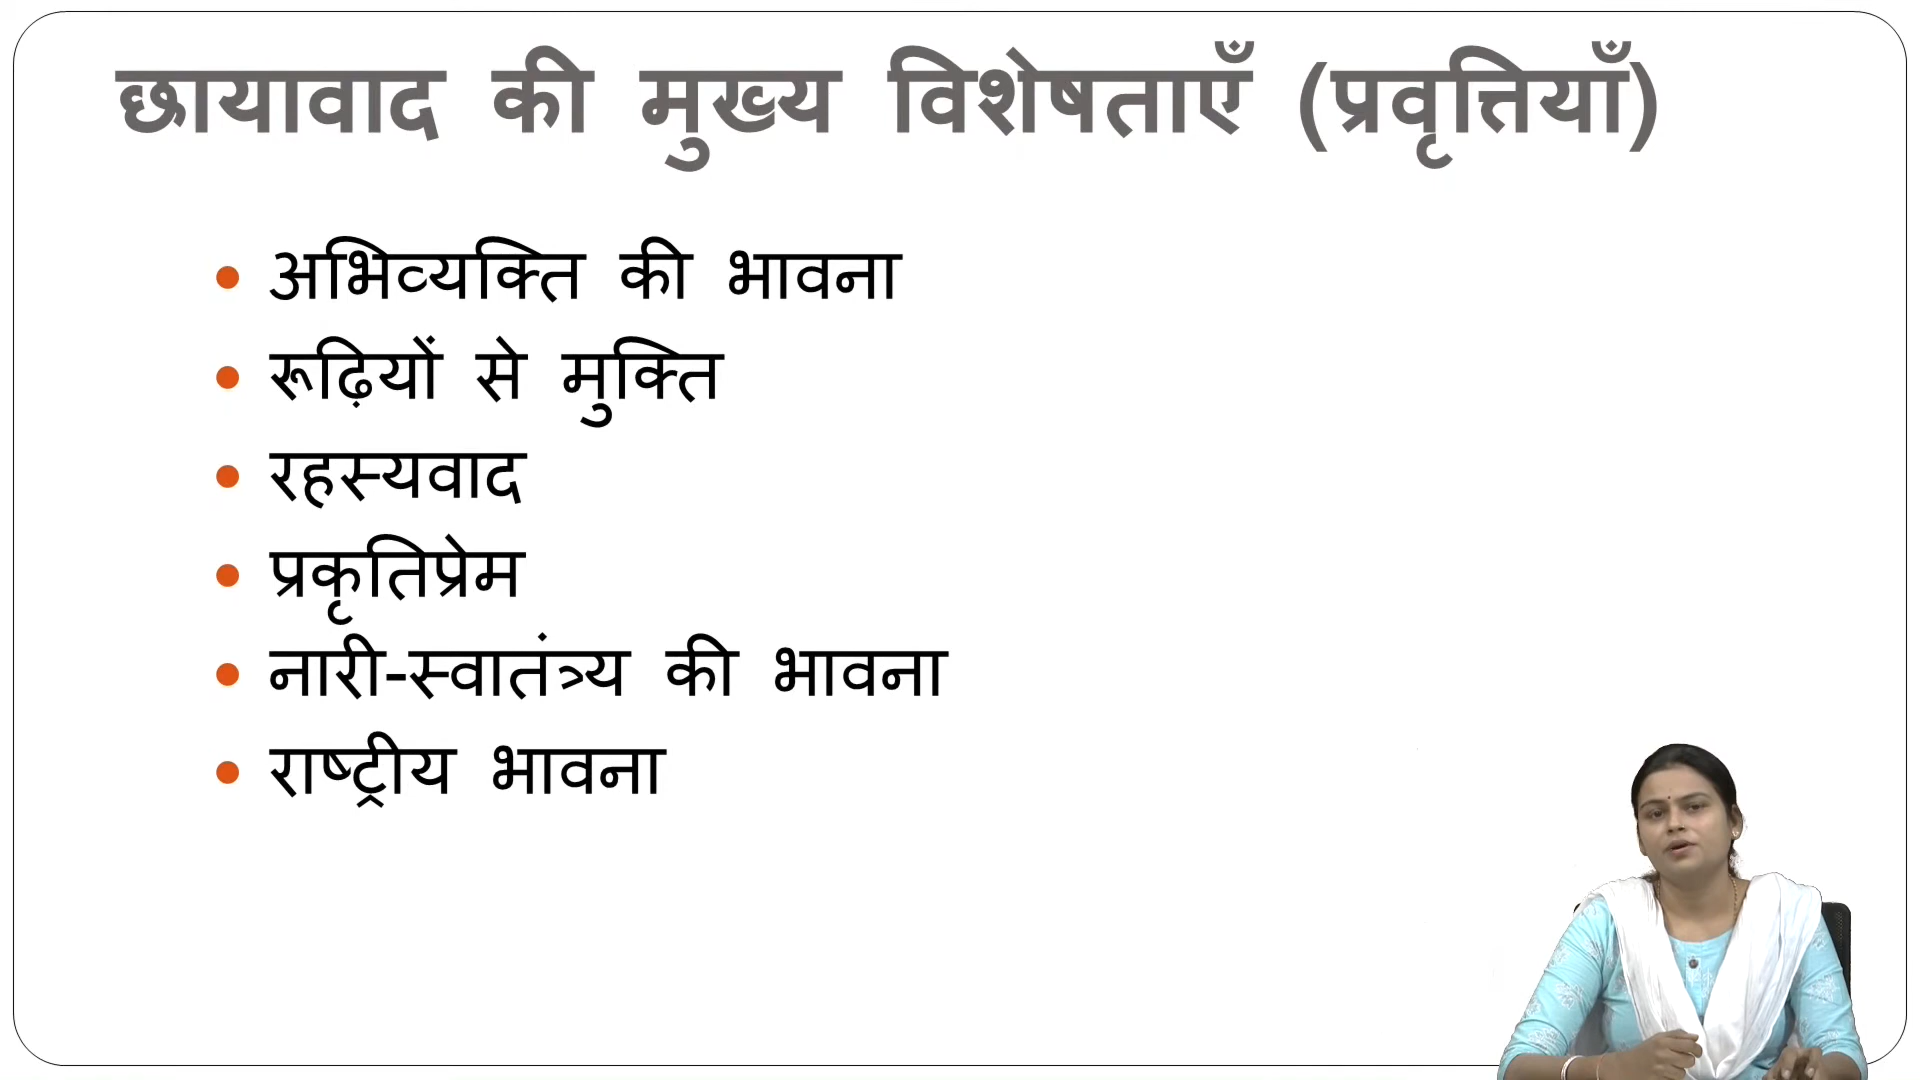 छायावाद की मुख्य विशेषताएँ (प्रवृत्तियाँ)
• अभिव्यक्ति की भावना
• रूढ़ियों से मुक्ति
• रहस्यवाद
• प्रकृतिप्रेम
• नारी-स्वातंत्र्य की भावना
• राष्ट्रीय भावना